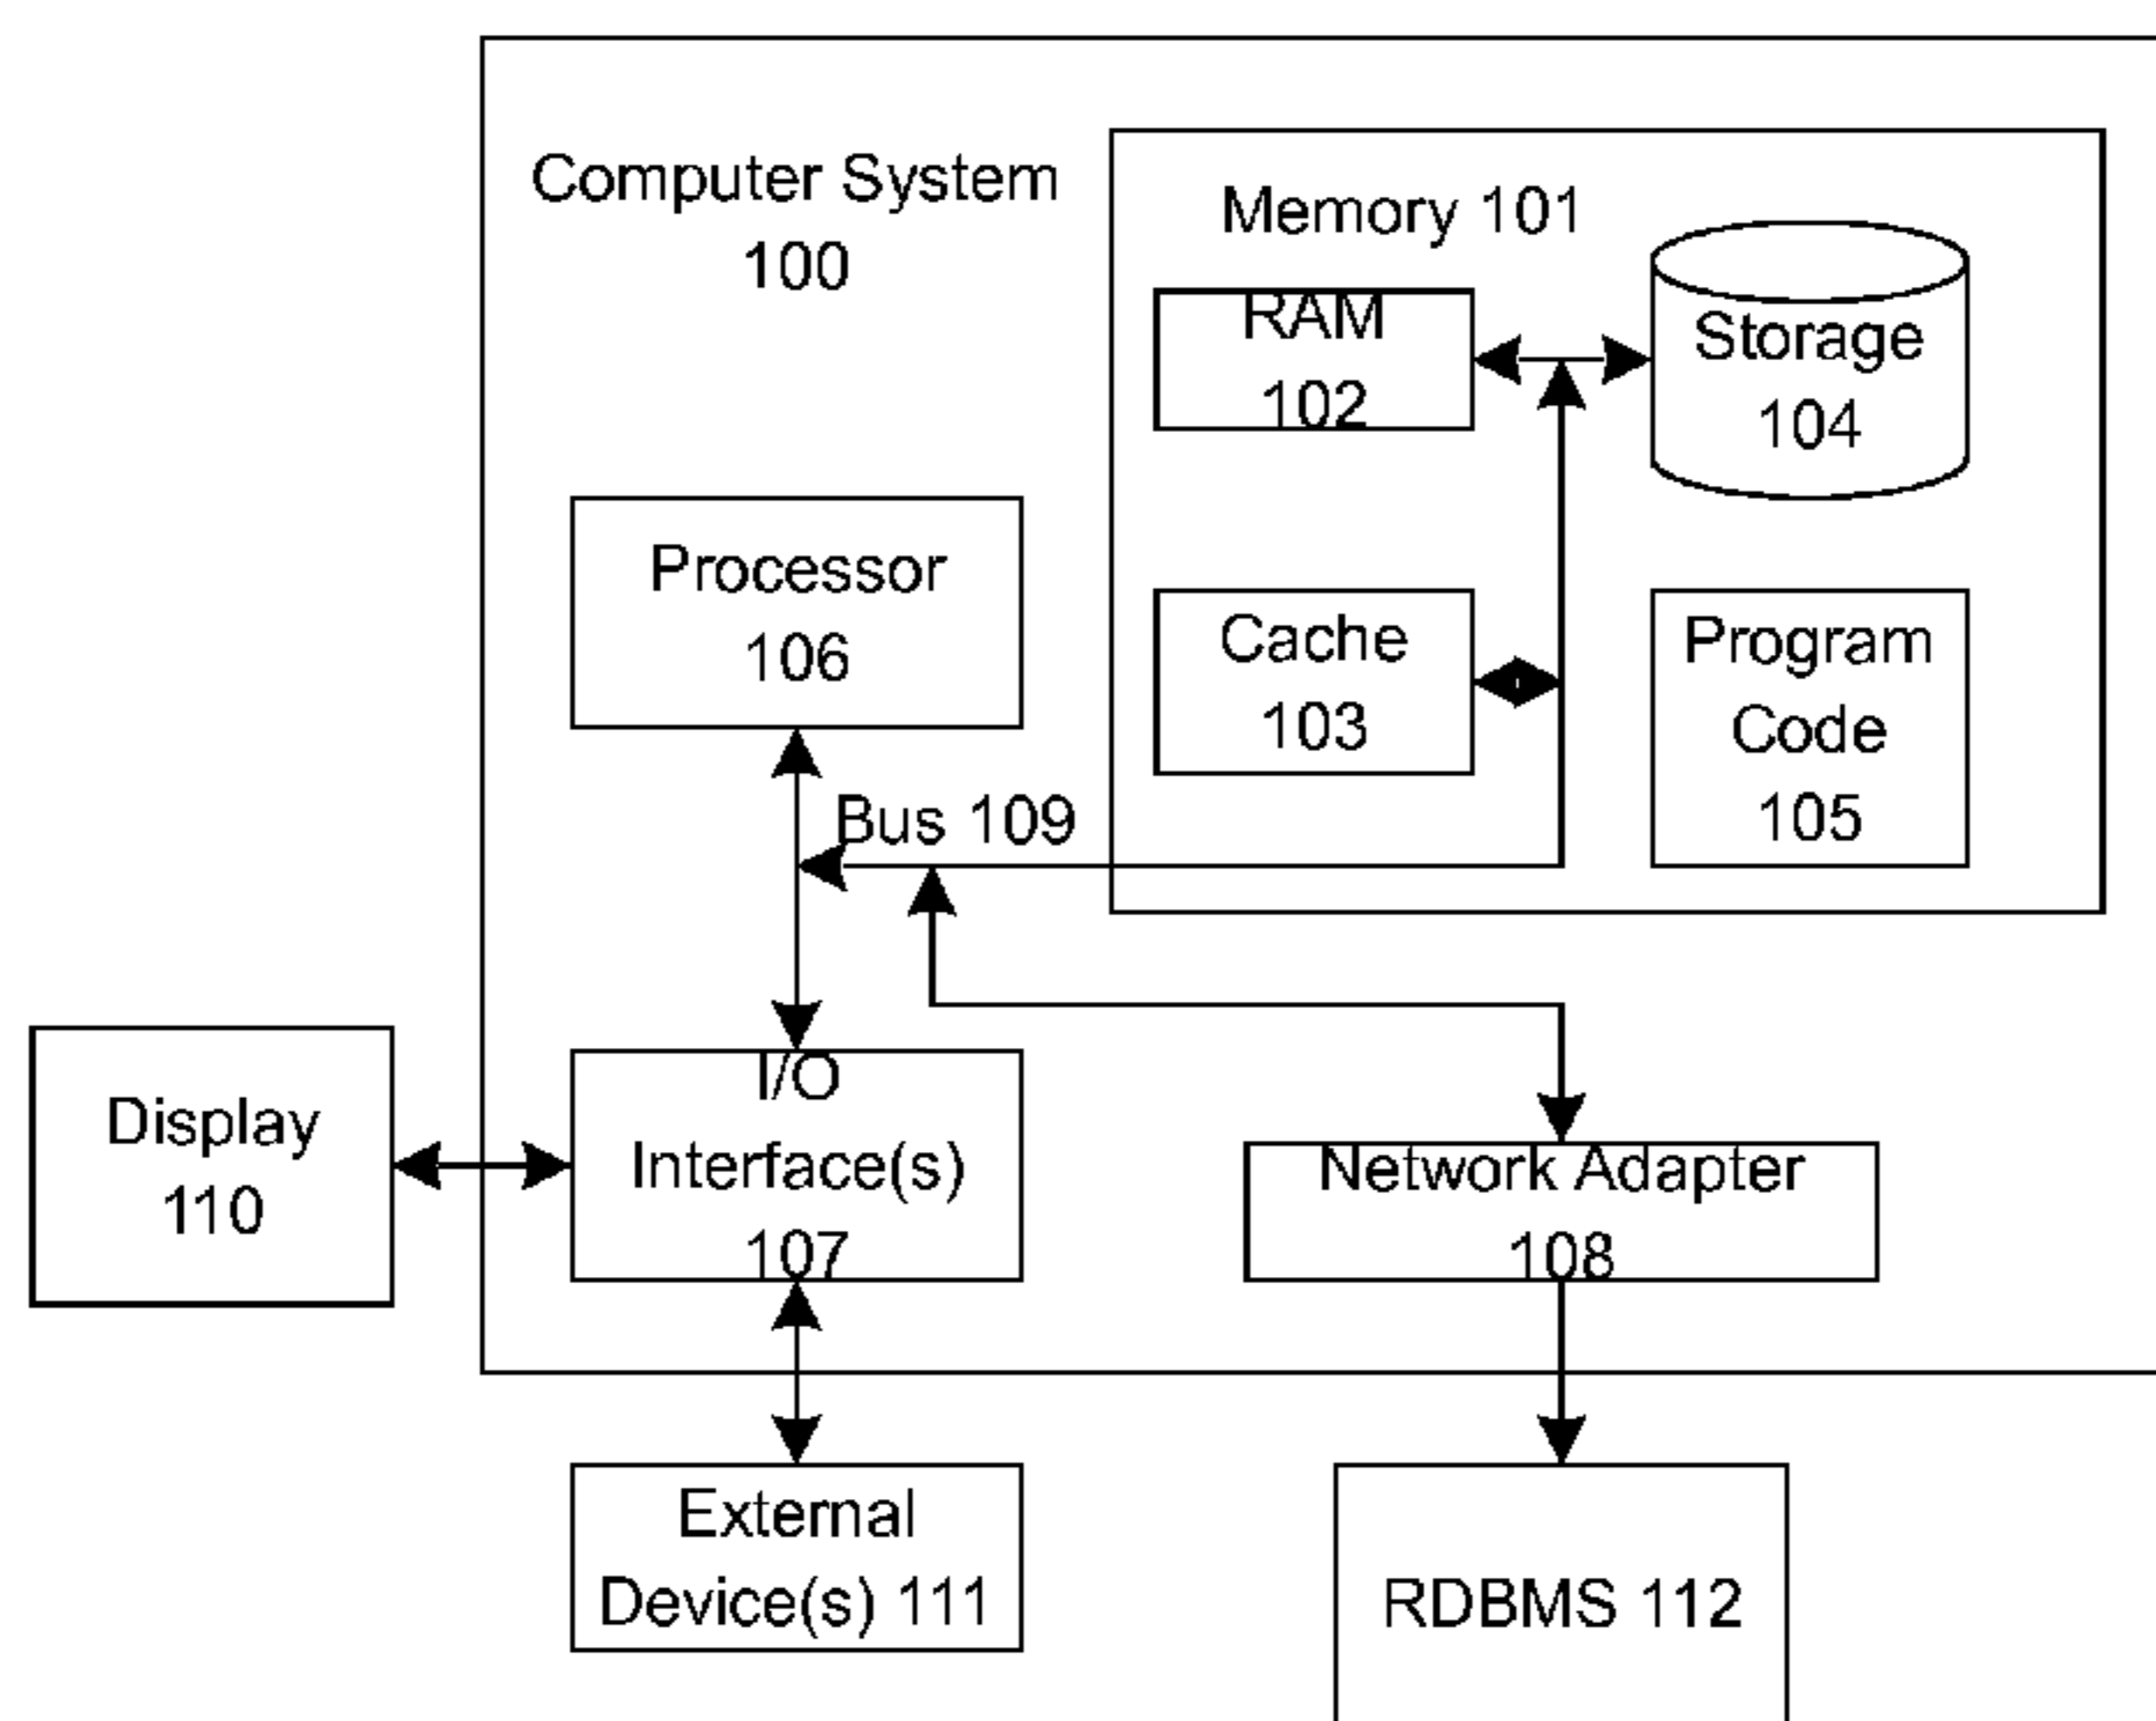 Computer System
100
Memory 101
RAM
102
Storage
104
Processor
106
Cache
103
Program
Code
105
Bus 109
Display
110
I/O
Interface(s)
107
Network Adapter
108
External
Device(s) 111
RDBMS 112